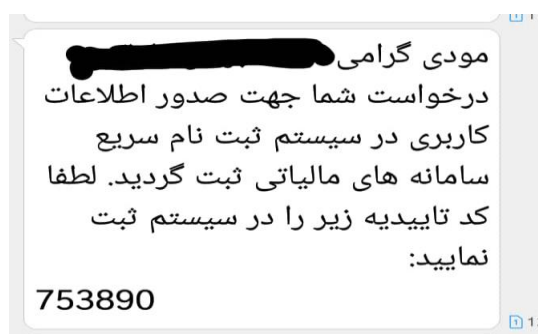 مودی گرامی
درخواست شما جهت صدور اطلاعات
کاربری در سیستم ثبت نام سریع
سامانه های مالیاتی ثبت گردید. لطفا
کد تاییدیه زیر را در سیستم ثبت
نمایید:
753890
1